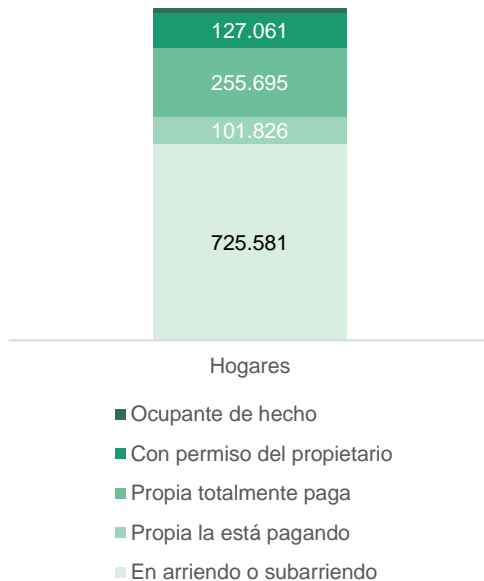 127.061
255.695
101.826
725.581
Hogares
Ocupante de hecho
Con permiso del propietario
Propia totalmente paga
Propia la está pagando
En arriendo o subarriendo